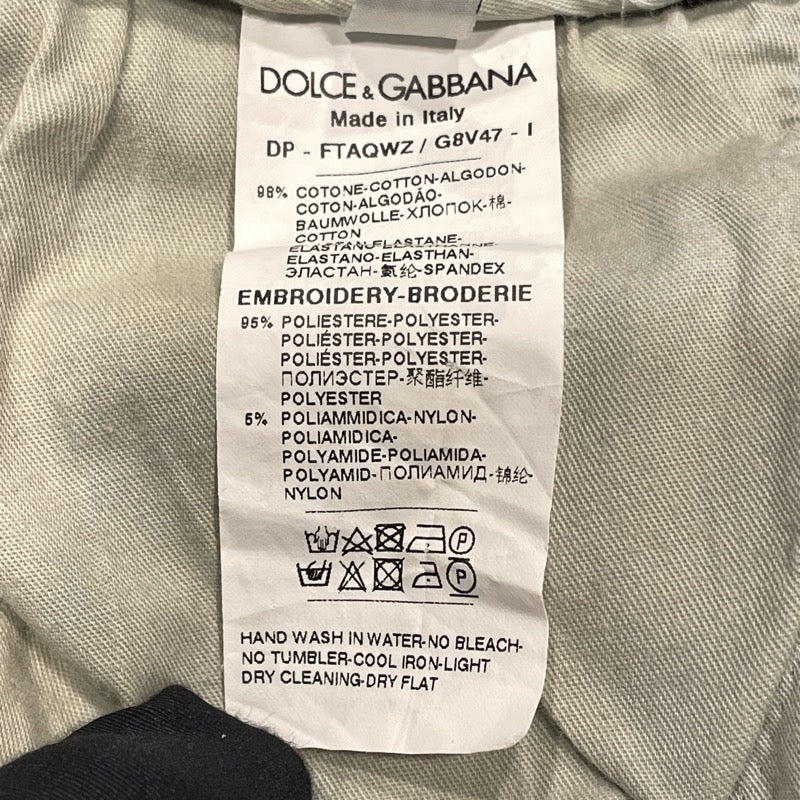 DOLCE & GABBANA
Made in Italy
DP - FTAQWZ / G8V47 - I
98% COTONE-COTTON-ALGODON-
COTON-ALGODÃO-
BAUMWOLLE-ХЛОПОК-棉-
COTTON
ELASTAN-ELASTANE-
ELASTANO-ELASTHAN-
ЭЛАСТАН-氨纶-SPANDEX
EMBROIDERY-BRODERIE
95% POLIESTERE-POLYESTER-
POLIÉSTER-POLYESTER-
POLIÉSTER-POLYESTER-
ПОЛИЭСТЕР-聚酯纤维-
POLYESTER
5% POLIAMMIDICA-NYLON-
POLIAMIDICA-
POLYAMIDE-POLIAMIDA-
POLYAMID-ПОЛИАМИД-锦纶-
NYLON
P
P
HAND WASH IN WATER-NO BLEACH-
NO TUMBLER-COOL IRON-LIGHT
DRY CLEANING-DRY FLAT